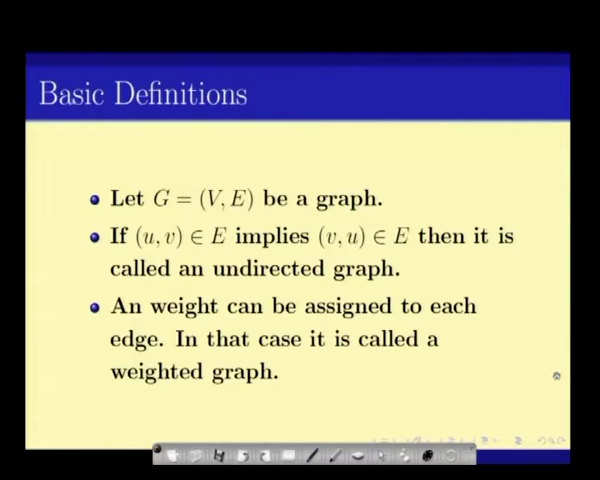 Basic Definitions
Let G = (V, E) be a graph.
If (u, v) ∈ E implies (v, u) ∈ E then it is
called an undirected graph.
An weight can be assigned to each
edge. In that case it is called a
weighted graph.